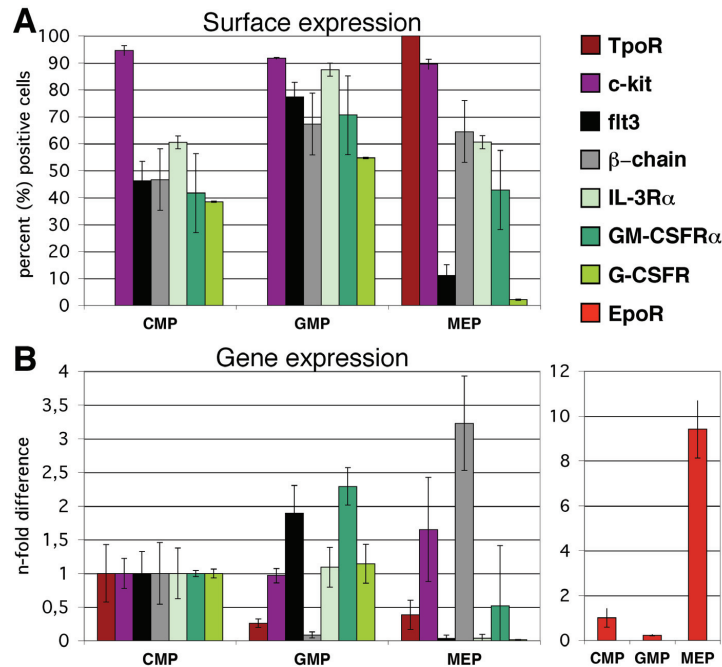 A Surface expression
percent (%) positive cells
100
90
80
70
60
50
40
30
20
10
0
CMP GMP MEP
TpoR
c-kit
flt3
β–chain
IL-3Rα
GM-CSFRα
G-CSFR
EpoR
B Gene expression
n-fold difference
4
3,5
3
2,5
2
1,5
1
0,5
0
CMP GMP MEP
12
10
8
6
4
2
0
CMP GMP MEP